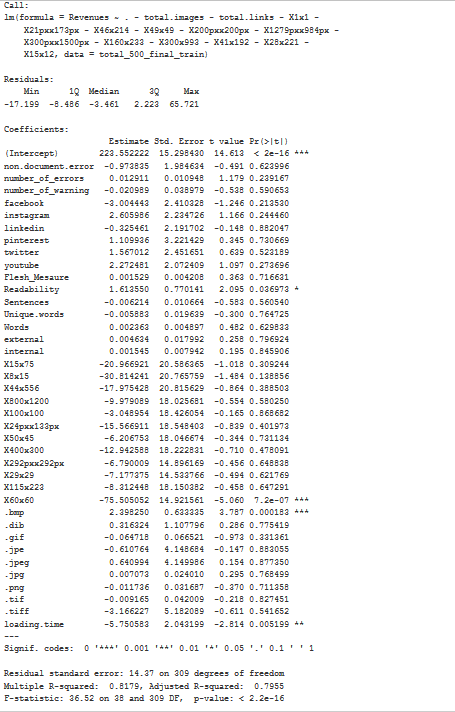 Call:
lm(formula = Revenues ~ . - total.images - total.links - X1x1 -
X21pxx173px - X46x214 - X49x49 - X200pxx200px - X1279pxx984px -
X300pxx1500px - X160x233 - X300x993 - X41x192 - X28x221 -
X15x12, data = total_500_final_train)
Residuals:
Min 1Q Median 3Q Max
-17.199 -8.486 -3.461 2.223 65.721
Coefficients:
Estimate Std. Error t value Pr(>|t|)
(Intercept) 223.552222 15.298430 14.613 < 2e-16 ***
non.document.error -0.973835 1.984634 -0.491 0.623996
number_of_errors 0.012911 0.010948 1.179 0.239167
number_of_warning -0.020989 0.038979 -0.538 0.590653
facebook -3.004443 2.410328 -1.246 0.213530
instagram 2.605986 2.234726 1.166 0.244460
linkedin -0.325461 2.191702 -0.148 0.882047
pinterest 1.109936 3.221429 0.345 0.730669
twitter 1.567012 2.451651 0.639 0.523189
youtube 2.272481 2.072409 1.097 0.273696
Flesh_Mesaure 0.001529 0.004208 0.363 0.716631
Readability 1.613550 0.770141 2.095 0.036973 *
Sentences -0.006214 0.010664 -0.583 0.560540
Unique.words -0.005883 0.019639 -0.300 0.764725
Words 0.002363 0.004897 0.482 0.629833
external 0.004634 0.017992 0.258 0.796924
internal 0.001545 0.007942 0.195 0.845906
X15x75 -20.966921 20.586365 -1.018 0.309244
X8x15 -30.814241 20.765759 -1.484 0.138856
X44x556 -17.975428 20.815629 -0.864 0.388503
X800x1200 -9.979089 18.025681 -0.554 0.580250
X100x100 -3.048954 18.426054 -0.165 0.868682
X24pxx133px -15.566911 18.548403 -0.839 0.401973
X50x45 -6.206753 18.046674 -0.344 0.731134
X400x300 -12.942588 18.222831 -0.710 0.478091
X292pxx292px -6.790009 14.896169 -0.456 0.648838
X29x29 -7.177375 14.533766 -0.494 0.621769
X115x223 -8.312448 18.150382 -0.458 0.647291
X60x60 -75.505052 14.921561 -5.060 7.2e-07 ***
.bmp 2.398250 0.633335 3.787 0.000183 ***
.dib 0.316324 1.107796 0.286 0.775419
.gif -0.064718 0.066521 -0.973 0.331361
.jpe -0.610764 4.148684 -0.147 0.883055
.jpeg 0.640994 4.149986 0.154 0.877350
.jpg 0.007073 0.024010 0.295 0.768499
.png -0.011736 0.031687 -0.370 0.711358
.tif -0.009165 0.042009 -0.218 0.827451
.tiff -3.166227 5.182089 -0.611 0.541652
loading.time -5.750583 2.043199 -2.814 0.005199 **
---
Signif. codes: 0 '***' 0.001 '**' 0.01 '*' 0.05 '.' 0.1 ' ' 1
Residual standard error: 14.37 on 309 degrees of freedom
Multiple R-squared: 0.8179, Adjusted R-squared: 0.7955
F-statistic: 36.52 on 38 and 309 DF, p-value: < 2.2e-16